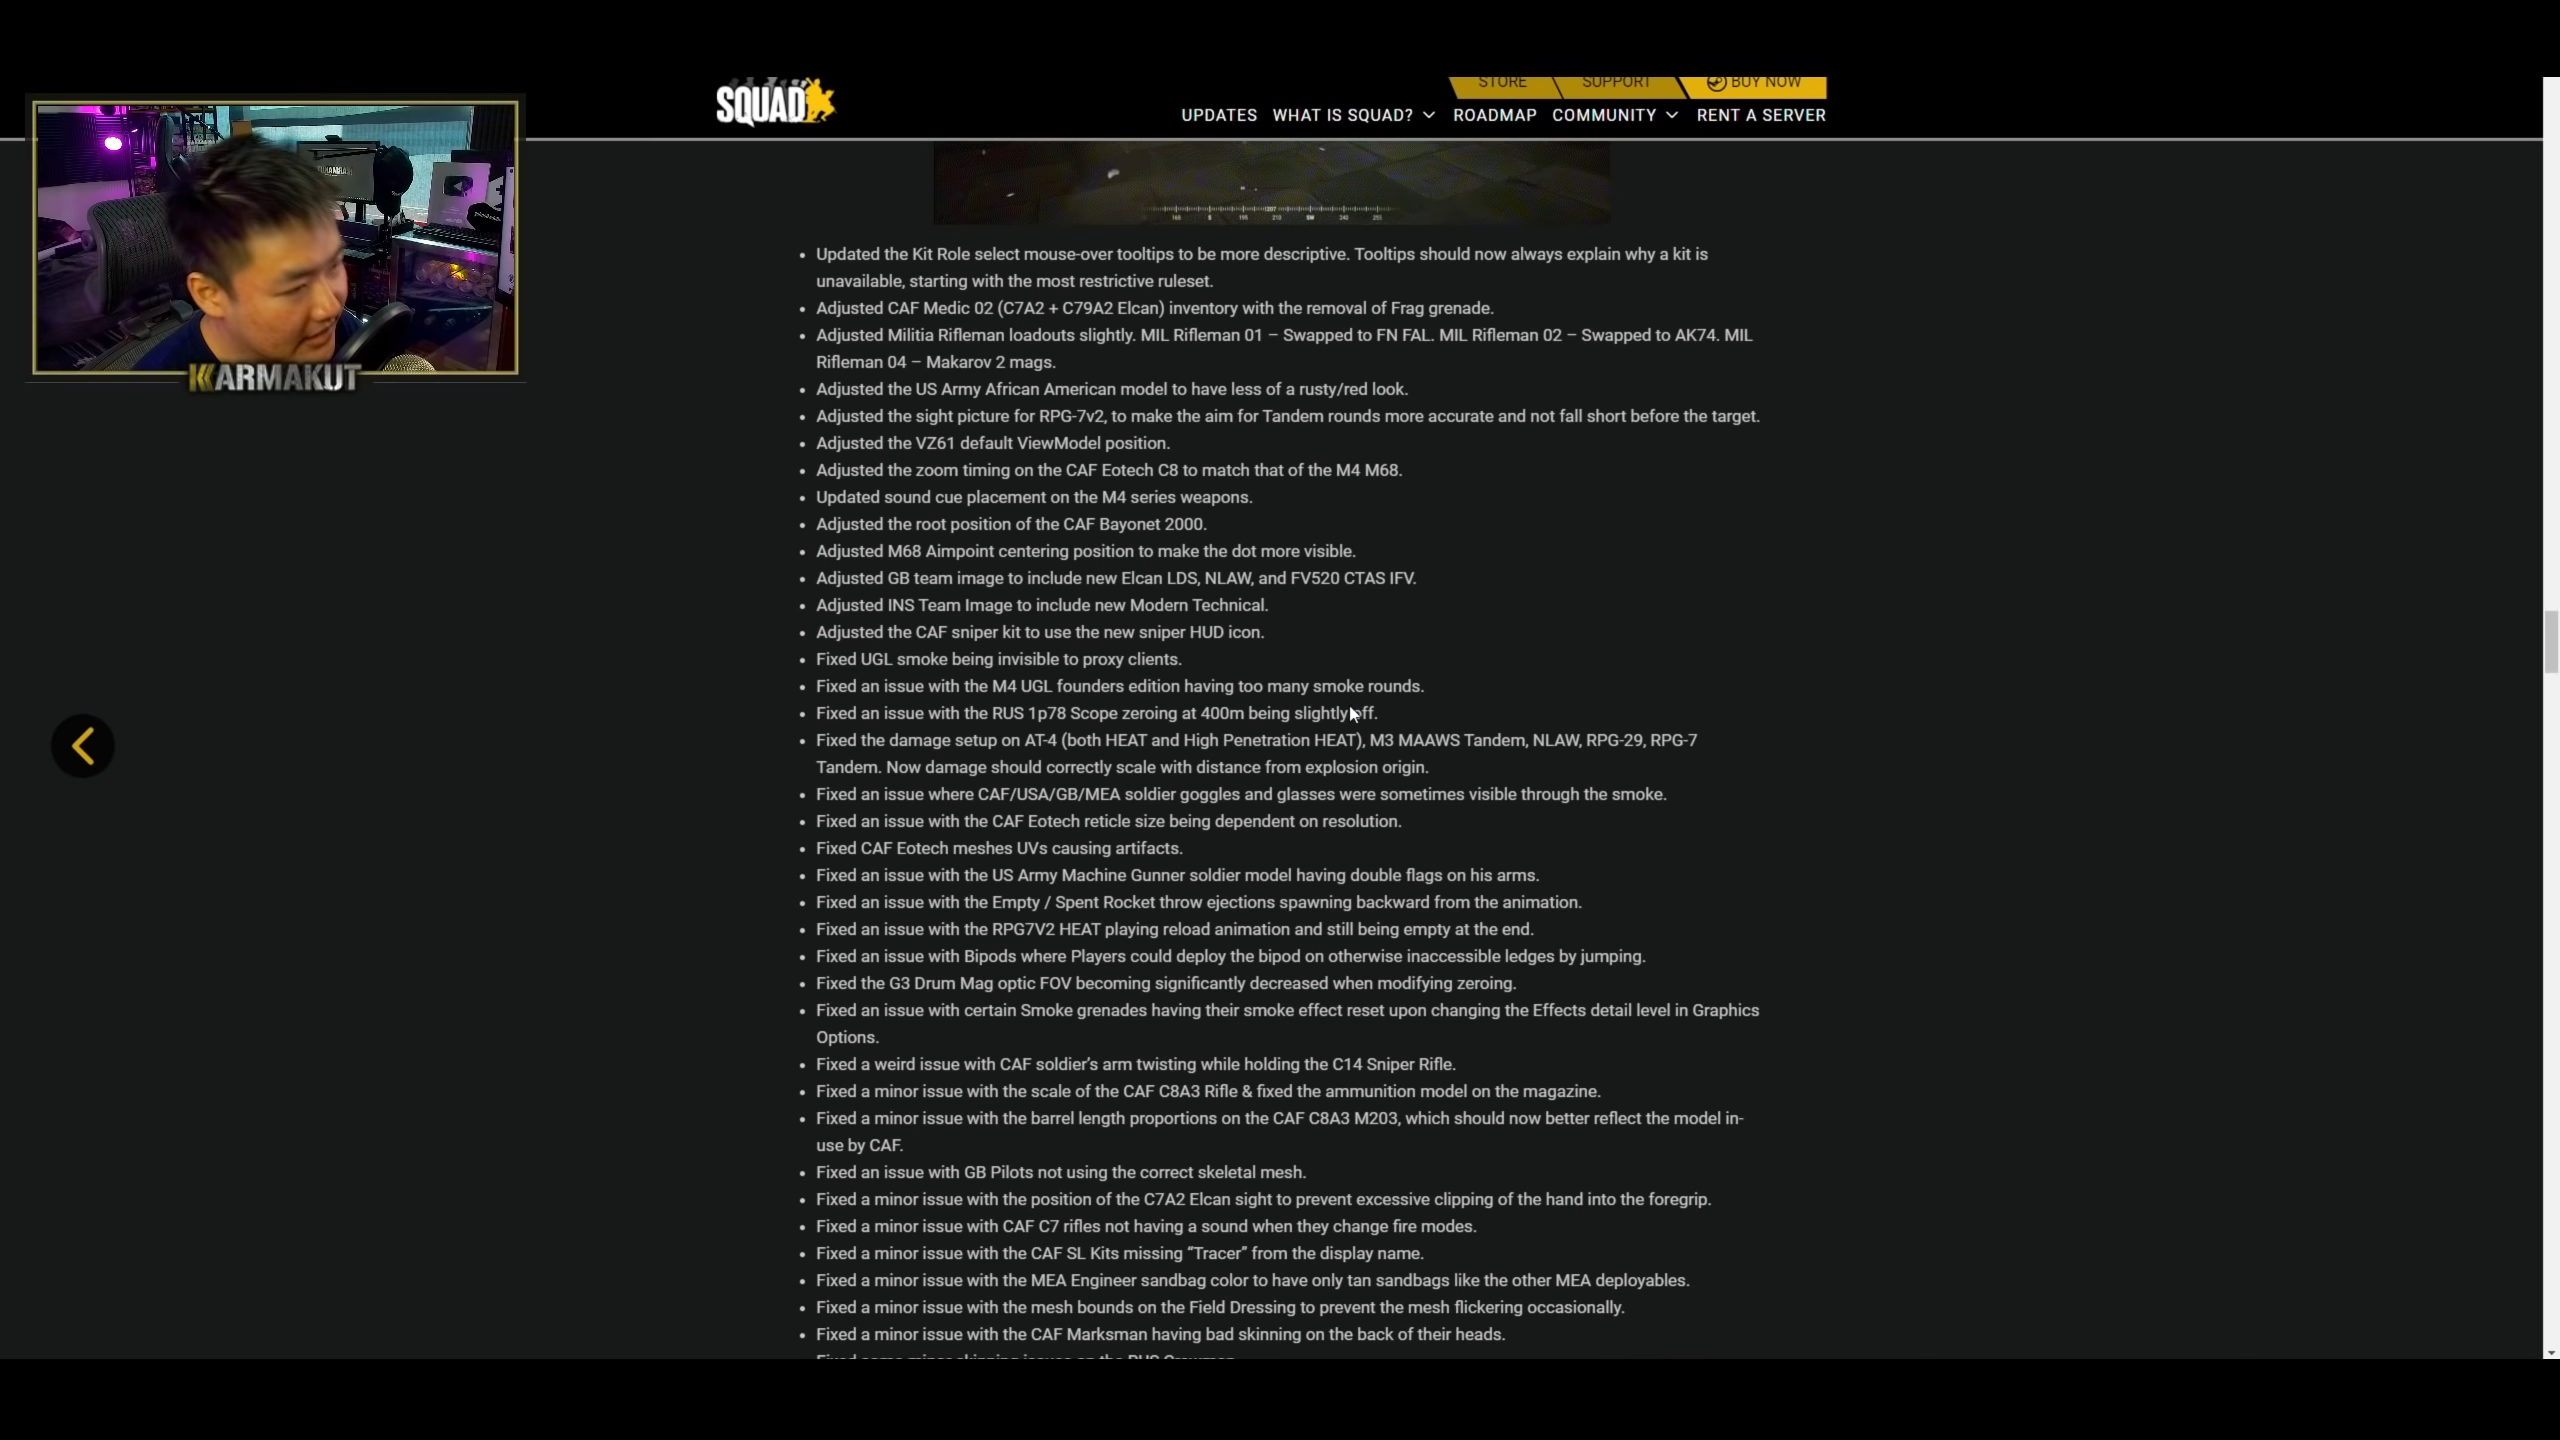 STORE
SUPPORT
BUY NOW
SQUAD
UPDATES
WHAT IS SQUAD?
ROADMAP
COMMUNITY
RENT A SERVER
KARMAKUT
Updated the Kit Role select mouse-over tooltips to be more descriptive. Tooltips should now always explain why a kit is
unavailable, starting with the most restrictive ruleset.
Adjusted CAF Medic 02 (C7A2 + C79A2 Elcan) inventory with the removal of Frag grenade.
Adjusted Militia Rifleman loadouts slightly. MIL Rifleman 01 – Swapped to FN FAL. MIL Rifleman 02 – Swapped to AK74. MIL
Rifleman 04 – Makarov 2 mags.
Adjusted the US Army African American model to have less of a rusty/red look.
Adjusted the sight picture for RPG-7v2, to make the aim for Tandem rounds more accurate and not fall short before the target.
Adjusted the VZ61 default ViewModel position.
Adjusted the zoom timing on the CAF Eotech C8 to match that of the M4 M68.
Updated sound cue placement on the M4 series weapons.
Adjusted the root position of the CAF Bayonet 2000.
Adjusted M68 Aimpoint centering position to make the dot more visible.
Adjusted GB team image to include new Elcan LDS, NLAW, and FV520 CTAS IFV.
Adjusted INS Team Image to include new Modern Technical.
Adjusted the CAF sniper kit to use the new sniper HUD icon.
Fixed UGL smoke being invisible to proxy clients.
Fixed an issue with the M4 UGL founders edition having too many smoke rounds.
Fixed an issue with the RUS 1p78 Scope zeroing at 400m being slightly off.
Fixed the damage setup on AT-4 (both HEAT and High Penetration HEAT), M3 MAAWS Tandem, NLAW, RPG-29, RPG-7
Tandem. Now damage should correctly scale with distance from explosion origin.
Fixed an issue where CAF/USA/GB/MEA soldier goggles and glasses were sometimes visible through the smoke.
Fixed an issue with the CAF Eotech reticle size being dependent on resolution.
Fixed CAF Eotech meshes UVs causing artifacts.
Fixed an issue with the US Army Machine Gunner soldier model having double flags on his arms.
Fixed an issue with the Empty / Spent Rocket throw ejections spawning backward from the animation.
Fixed an issue with the RPG7V2 HEAT playing reload animation and still being empty at the end.
Fixed an issue with Bipods where Players could deploy the bipod on otherwise inaccessible ledges by jumping.
Fixed the G3 Drum Mag optic FOV becoming significantly decreased when modifying zeroing.
Fixed an issue with certain Smoke grenades having their smoke effect reset upon changing the Effects detail level in Graphics
Options.
Fixed a weird issue with CAF soldier’s arm twisting while holding the C14 Sniper Rifle.
Fixed a minor issue with the scale of the CAF C8A3 Rifle & fixed the ammunition model on the magazine.
Fixed a minor issue with the barrel length proportions on the CAF C8A3 M203, which should now better reflect the model in-
use by CAF.
Fixed an issue with GB Pilots not using the correct skeletal mesh.
Fixed a minor issue with the position of the C7A2 Elcan sight to prevent excessive clipping of the hand into the foregrip.
Fixed a minor issue with CAF C7 rifles not having a sound when they change fire modes.
Fixed a minor issue with the CAF SL Kits missing “Tracer” from the display name.
Fixed a minor issue with the MEA Engineer sandbag color to have only tan sandbags like the other MEA deployables.
Fixed a minor issue with the mesh bounds on the Field Dressing to prevent the mesh flickering occasionally.
Fixed a minor issue with the CAF Marksman having bad skinning on the back of their heads.